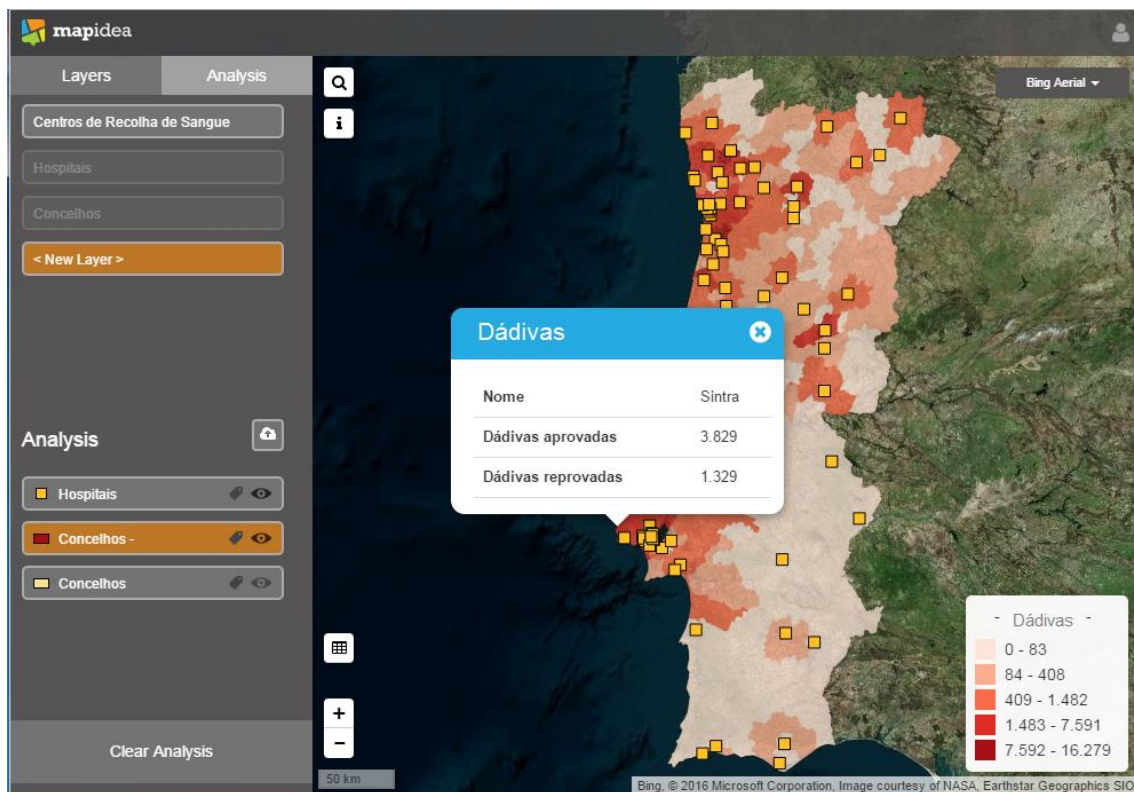 mapidea
Layers
Analysis
Bing Aerial
Centros de Recolha de Sangue
Hospitais
Concelhos
< New Layer >
Dádivas
Nome Sintra
Dádivas aprovadas 3.829
Dádivas reprovadas 1.329
Analysis
Hospitais
Concelhos -
Concelhos
Clear Analysis
+
-
50 km
- Dádivas -
0 - 83
84 - 408
409 - 1.482
1.483 - 7.591
7.592 - 16.279
Bing, © 2016 Microsoft Corporation, Image courtesy of NASA, Earthstar Geographics SIO